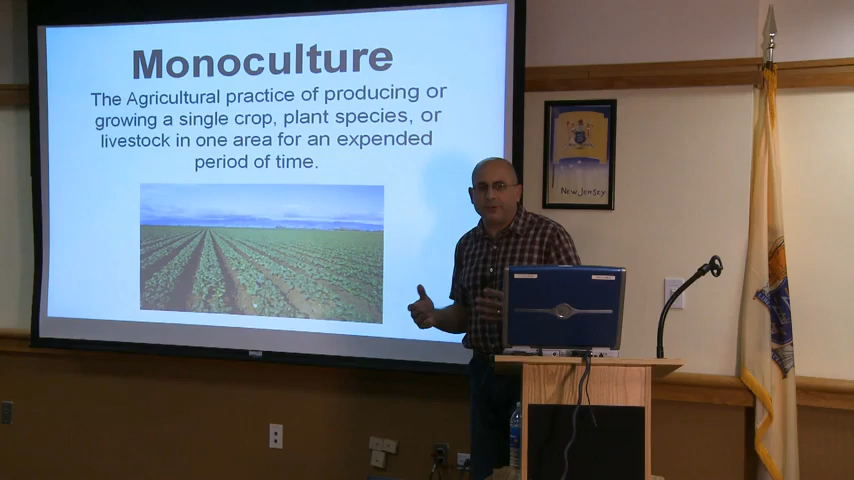 Monoculture
The Agricultural practice of producing or
growing a single crop, plant species, or
livestock in one area for an expended
period of time.
NEW JERSEY